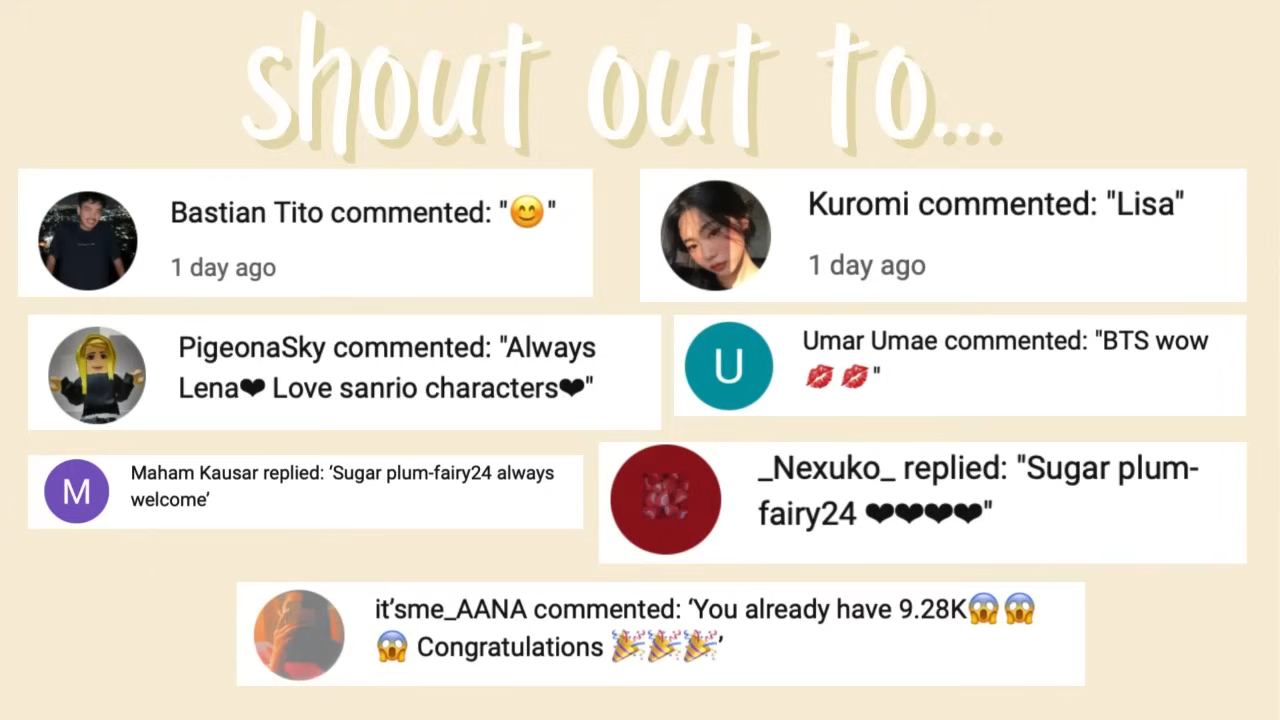 shout out to...
Bastian Tito commented: "😊"
1 day ago
Kuromi commented: "Lisa"
1 day ago
PigeonaSky commented: "Always
Lena❤ Love sanrio characters❤"
U
Umar Umae commented: "BTS wow
💋💋"
M
Maham Kausar replied: ‘Sugar plum-fairy24 always
welcome’
_Nexuko_ replied: "Sugar plum-
fairy24 ❤❤❤❤"
it’sme_AANA commented: ‘You already have 9.28K😱😱
😱 Congratulations 🎉🎉🎉’